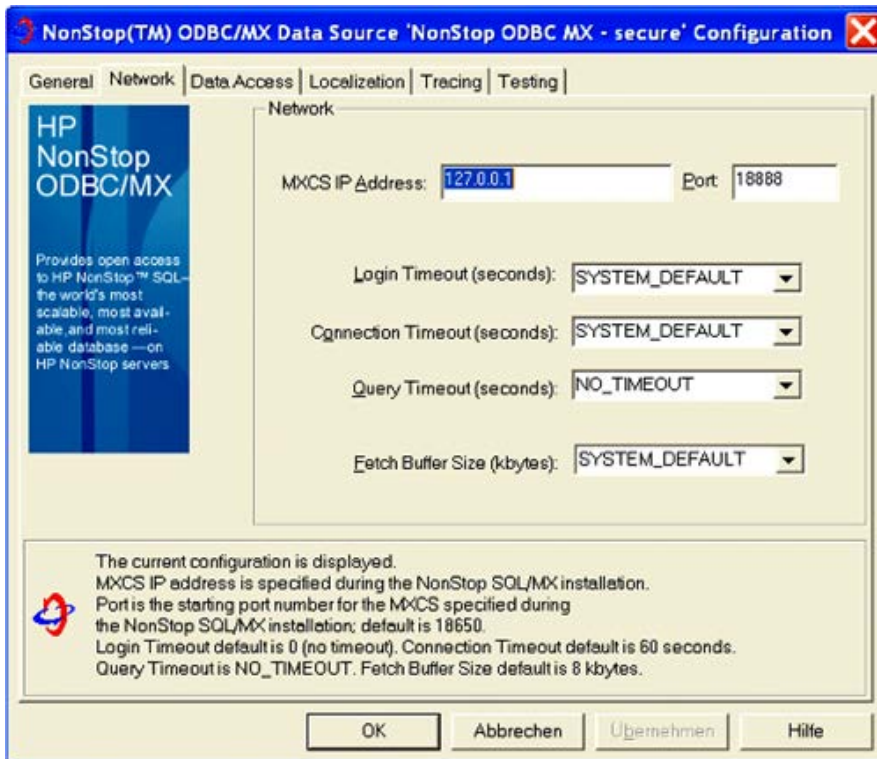 NonStop(TM) ODBC/MX Data Source 'NonStop ODBC MX - secure' Configuration
General Network Data Access Localization Tracing Testing
HP
NonStop
ODBC/MX
Provides open access
to HP NonStop™ SQL—
the world's most
scalable, most avail-
able, and most reli-
able database —on
HP NonStop servers
Network
MXCS IP Address: 127.0.0.1 Port 18888
Login Timeout (seconds): SYSTEM_DEFAULT
Connection Timeout (seconds): SYSTEM_DEFAULT
Query Timeout (seconds): NO_TIMEOUT
Fetch Buffer Size (kbytes): SYSTEM_DEFAULT
The current configuration is displayed.
MXCS IP address is specified during the NonStop SQL/MX installation.
Port is the starting port number for the MXCS specified during
the NonStop SQL/MX installation; default is 18650.
Login Timeout default is 0 (no timeout). Connection Timeout default is 60 seconds.
Query Timeout is NO_TIMEOUT. Fetch Buffer Size default is 8 kbytes.
OK Abbrechen Übernehmen Hilfe